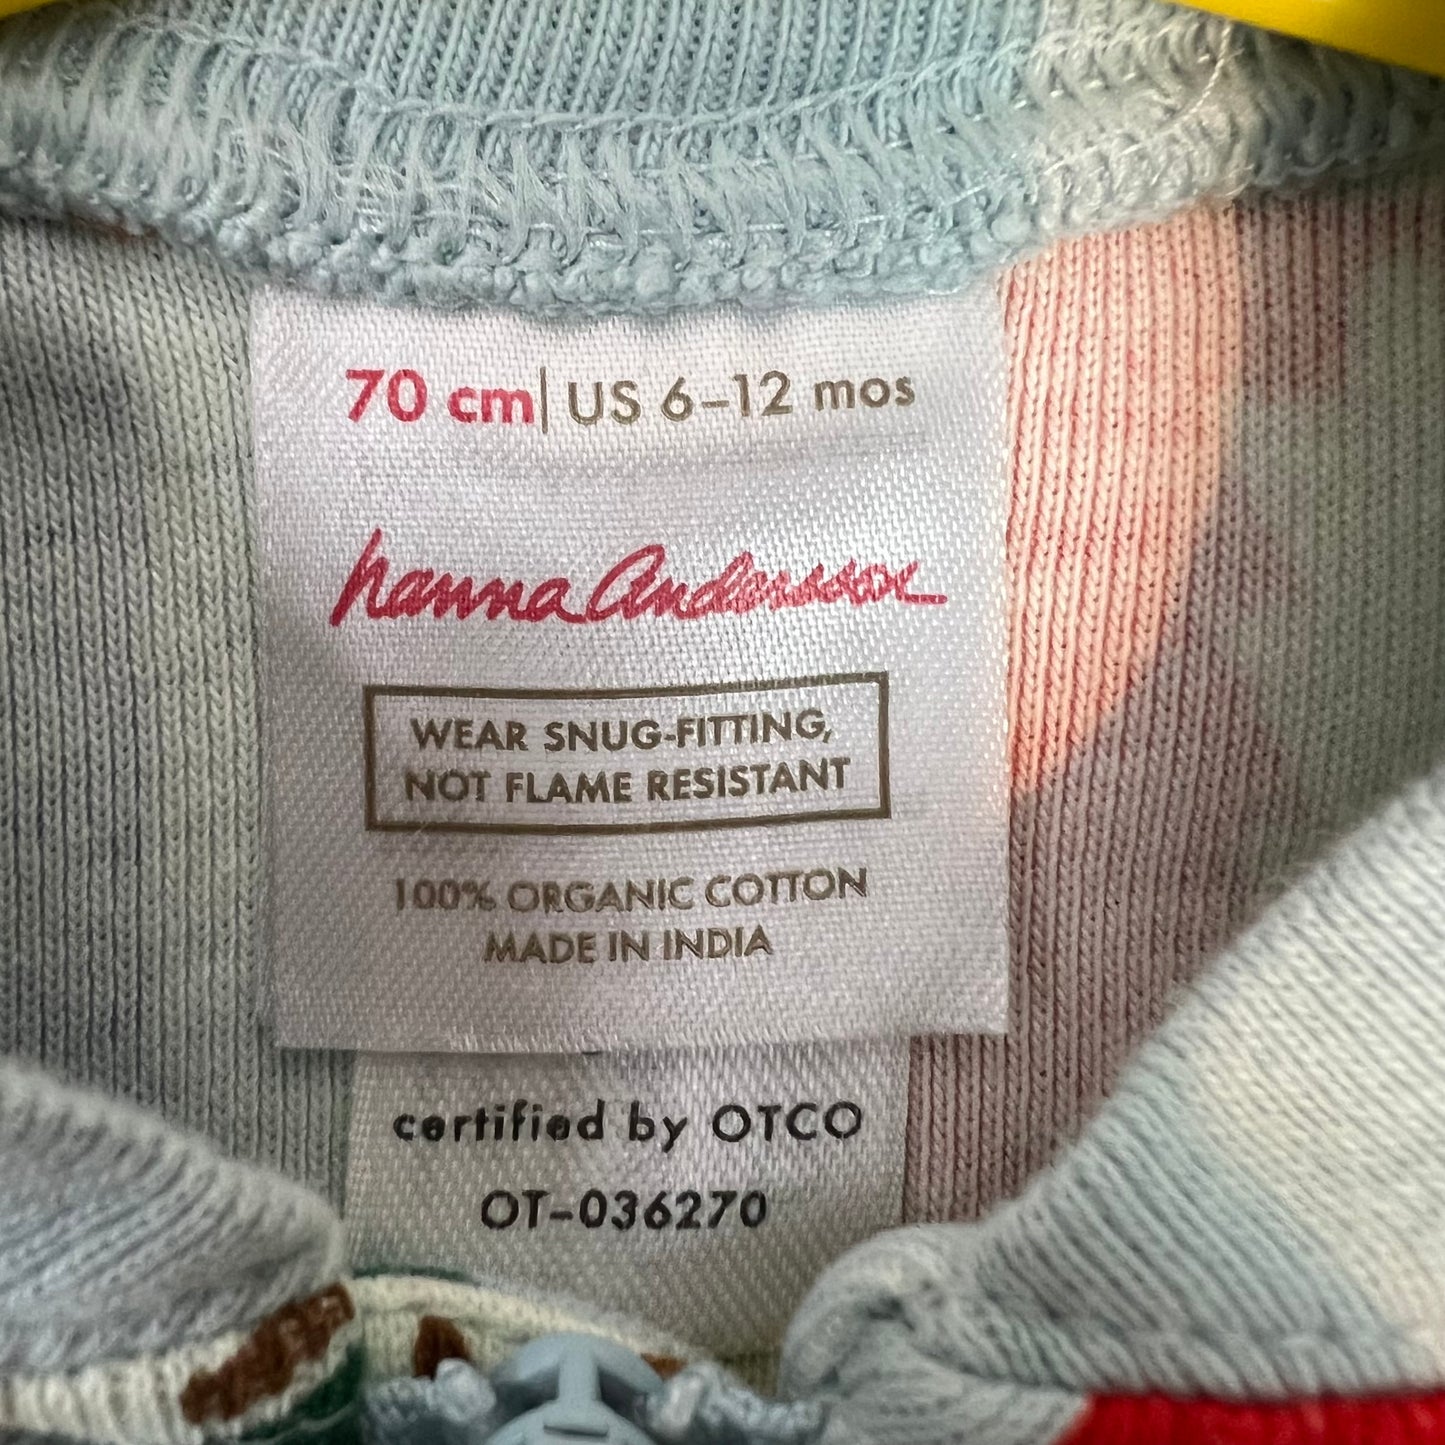 70 cm | US 6-12 mos
hanna Andersson
WEAR SNUG-FITTING,
NOT FLAME RESISTANT
100% ORGANIC COTTON
MADE IN INDIA
certified by OTCO
OT-036270